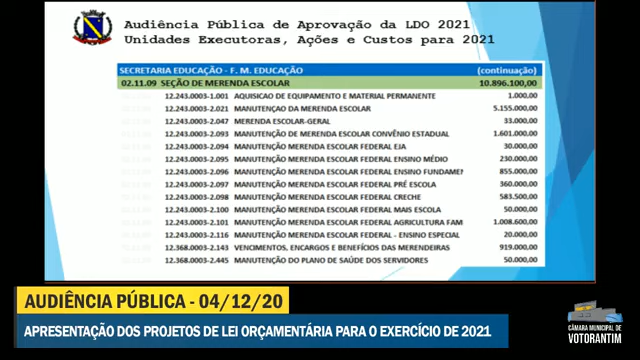 Audiência Pública de Aprovação da LDO 2021
Unidades Executoras, Ações e Custos para 2021
SECRETARIA EDUCAÇÃO - F. M. EDUCAÇÃO (continuação)
02.11.09 SEÇÃO DE MERENDA ESCOLAR 10.896.100,00
12.243.0003-1.001 AQUISICAO DE EQUIPAMENTO E MATERIAL PERMANENTE 1.000,00
12.243.0003-2.021 MANUTENÇAO DA MERENDA ESCOLAR 5.155.000,00
12.243.0003-2.047 MERENDA ESCOLAR-GERAL 33.000,00
12.243.0003-2.093 MANUTENÇÃO DE MERENDA ESCOLAR CONVÊNIO ESTADUAL 1.601.000,00
12.243.0003-2.094 MANUTENÇÃO MERENDA ESCOLAR FEDERAL EJA 30.000,00
12.243.0003-2.095 MANUTENÇÃO MERENDA ESCOLAR FEDERAL ENSINO MÉDIO 230.000,00
12.243.0003-2.096 MANUTENÇÃO MERENDA ESCOLAR FEDERAL ENSINO FUNDAMEN 855.000,00
12.243.0003-2.097 MANUTENÇÃO MERENDA ESCOLAR FEDERAL PRÉ ESCOLA 360.000,00
12.243.0003-2.098 MANUTENÇÃO MERENDA ESCOLAR FEDERAL CRECHE 583.500,00
12.243.0003-2.100 MANUTENÇÃO MERENDA ESCOLAR FEDERAL MAIS ESCOLA 50.000,00
12.243.0003-2.101 MANUTENÇÃO MERENDA ESCOLAR FEDERAL AGRICULTURA FAM 1.008.600,00
12.243.0003-2.116 MANUTENÇÃO MERENDA ESCOLAR FEDERAL - ENSINO ESPECIAL 20.000,00
12.368.0003-2.143 VENCIMENTOS, ENCARGOS E BENEFÍCIOS DAS MERENDEIRAS 919.000,00
12.368.0003-2.445 MANUTENÇÃO DO PLANO DE SAÚDE DOS SERVIDORES 50.000,00
AUDIÊNCIA PÚBLICA - 04/12/20
APRESENTAÇÃO DOS PROJETOS DE LEI ORÇAMENTÁRIA PARA O EXERCÍCIO DE 2021
CÂMARA MUNICIPAL DE
VOTORANTIM